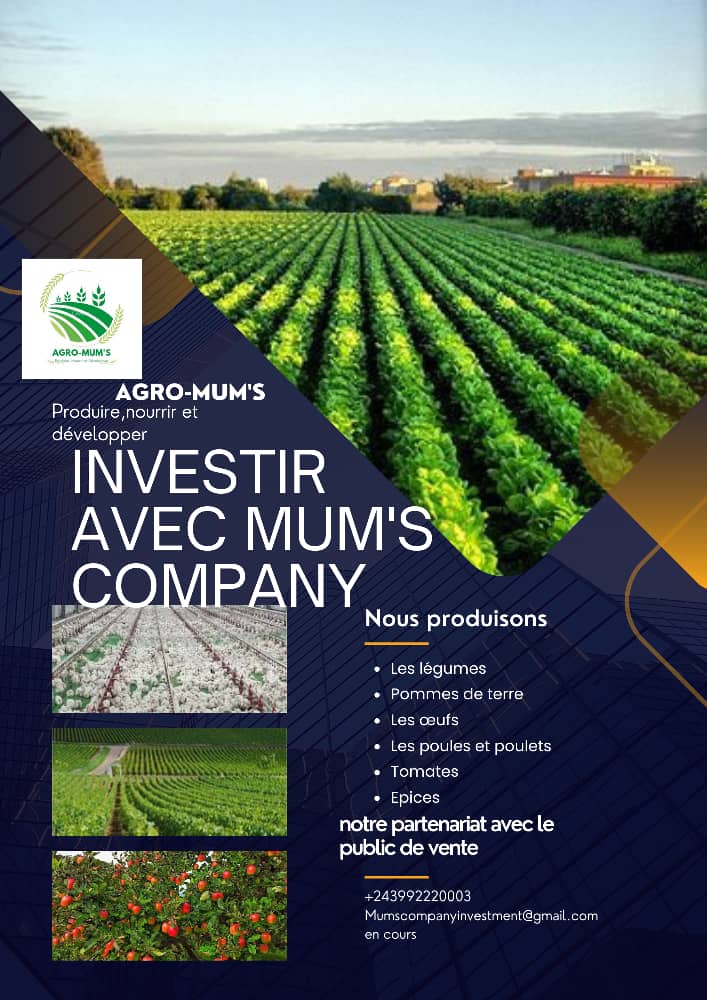 AGRO-MUM'S
AGRO-MUM'S
Produire,nourrir et
développer
INVESTIR
AVEC MUM'S
COMPANY
Nous produisons
Les légumes
Pommes de terre
Les œufs
Les poules et poulets
Tomates
Epices
notre partenariat avec le
public de vente
+243992220003
Mumscompanyinvestment@gmail.com
en cours